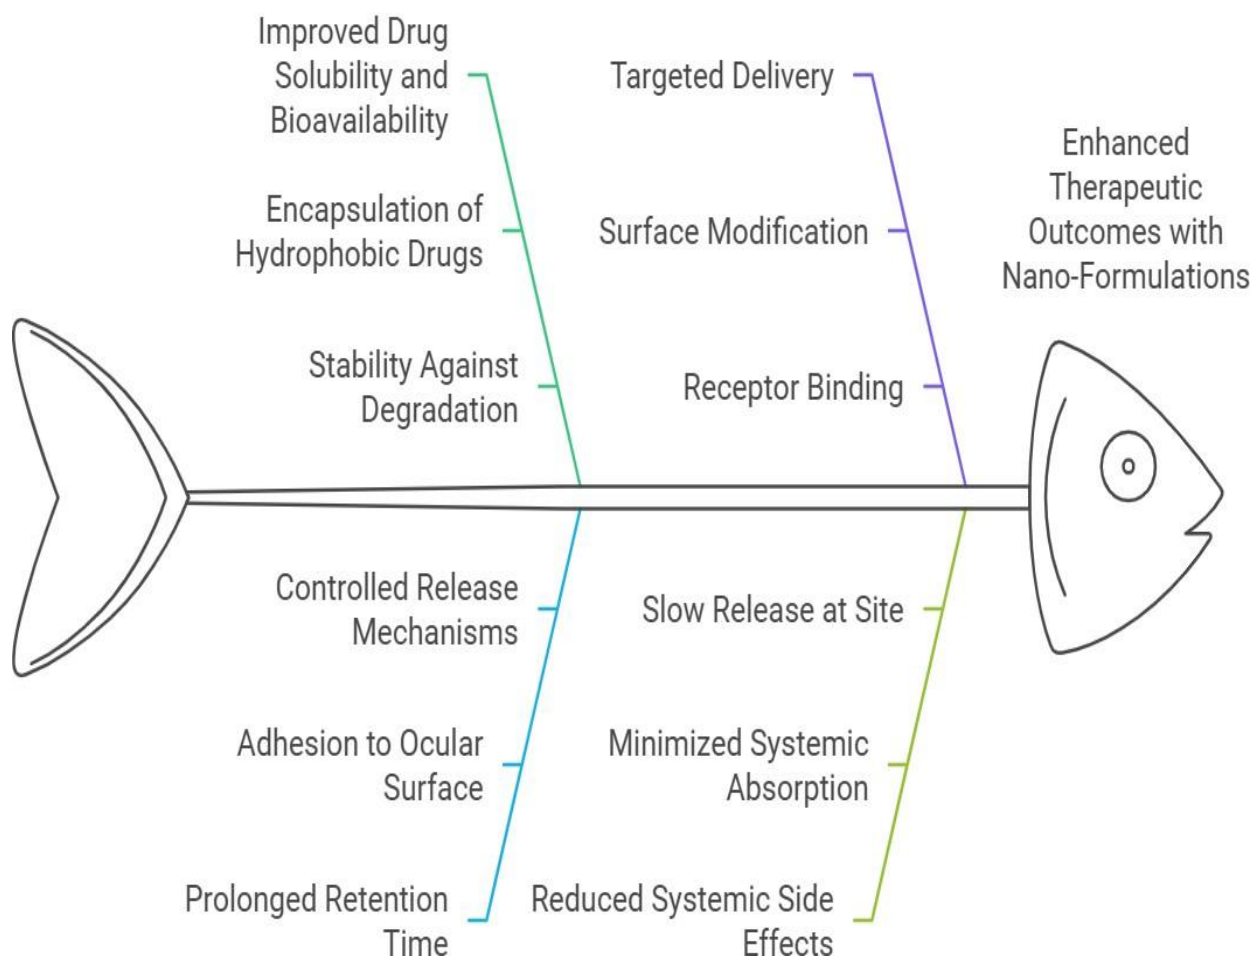 Improved Drug
Solubility and
Bioavailability
Encapsulation of
Hydrophobic Drugs
Stability Against
Degradation
Targeted Delivery
Surface Modification
Receptor Binding
Enhanced
Therapeutic
Outcomes with
Nano-Formulations
Controlled Release
Mechanisms
Adhesion to Ocular
Surface
Prolonged Retention
Time
Slow Release at Site
Minimized Systemic
Absorption
Reduced Systemic Side
Effects